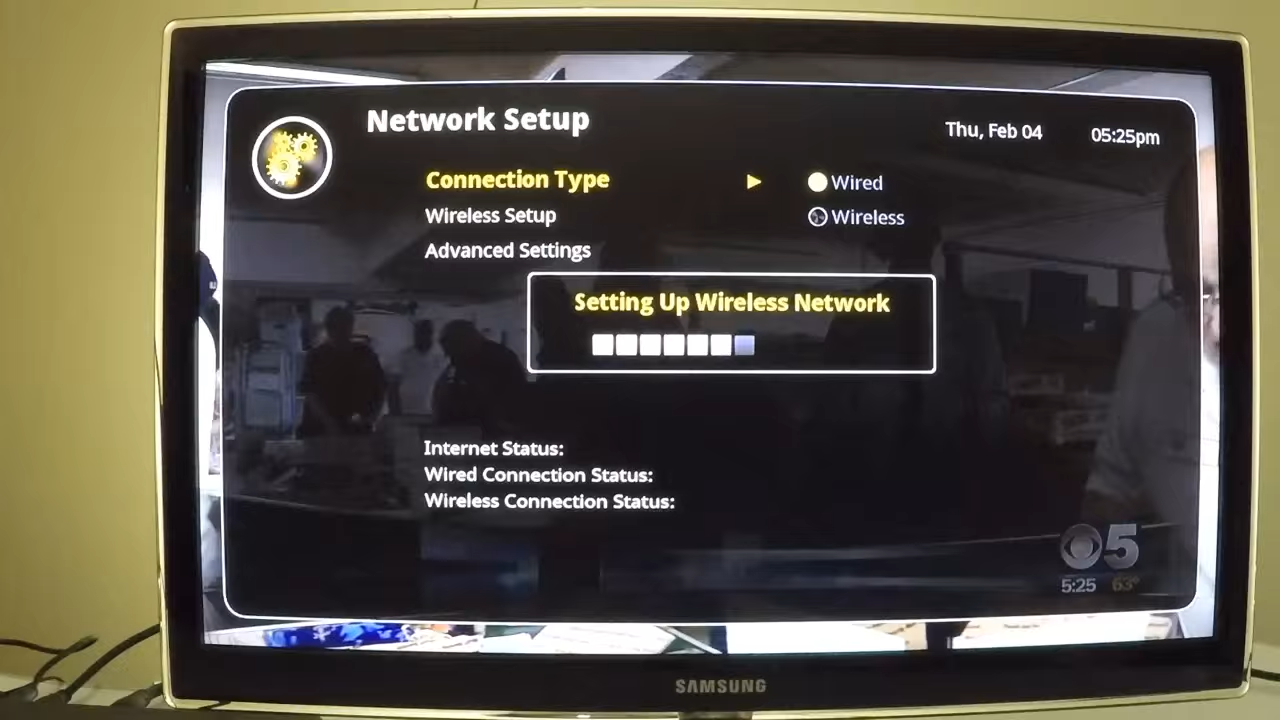 Network Setup
Thu, Feb 04
05:25pm
Connection Type
Wired
Wireless Setup
Wireless
Advanced Settings
Setting Up Wireless Network
Internet Status:
Wired Connection Status:
Wireless Connection Status:
5
5:25 63°
SAMSUNG